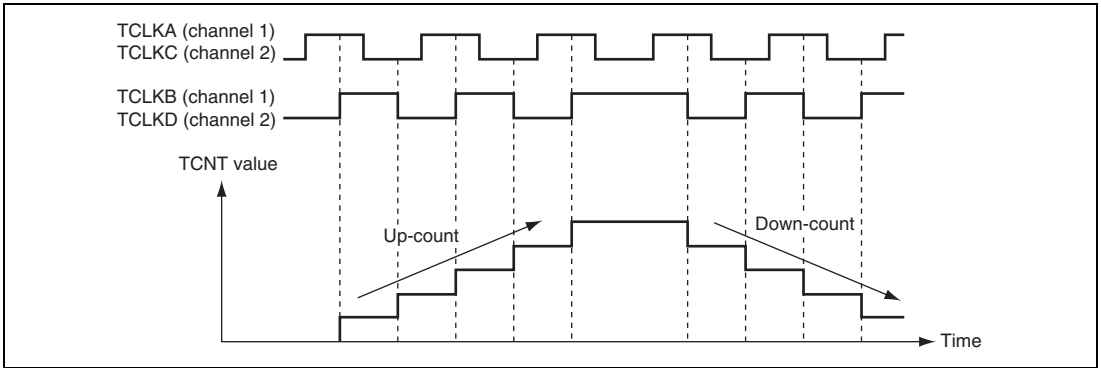 TCLKA (channel 1)
TCLKC (channel 2)
TCLKB (channel 1)
TCLKD (channel 2)
TCNT value
Up-count
Down-count
Time